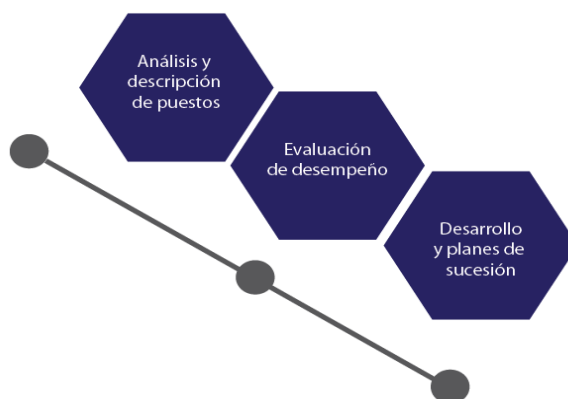 Análisis y
descripción
de puestos
Evaluación
de desempeño
Desarrollo
y planes de
sucesión